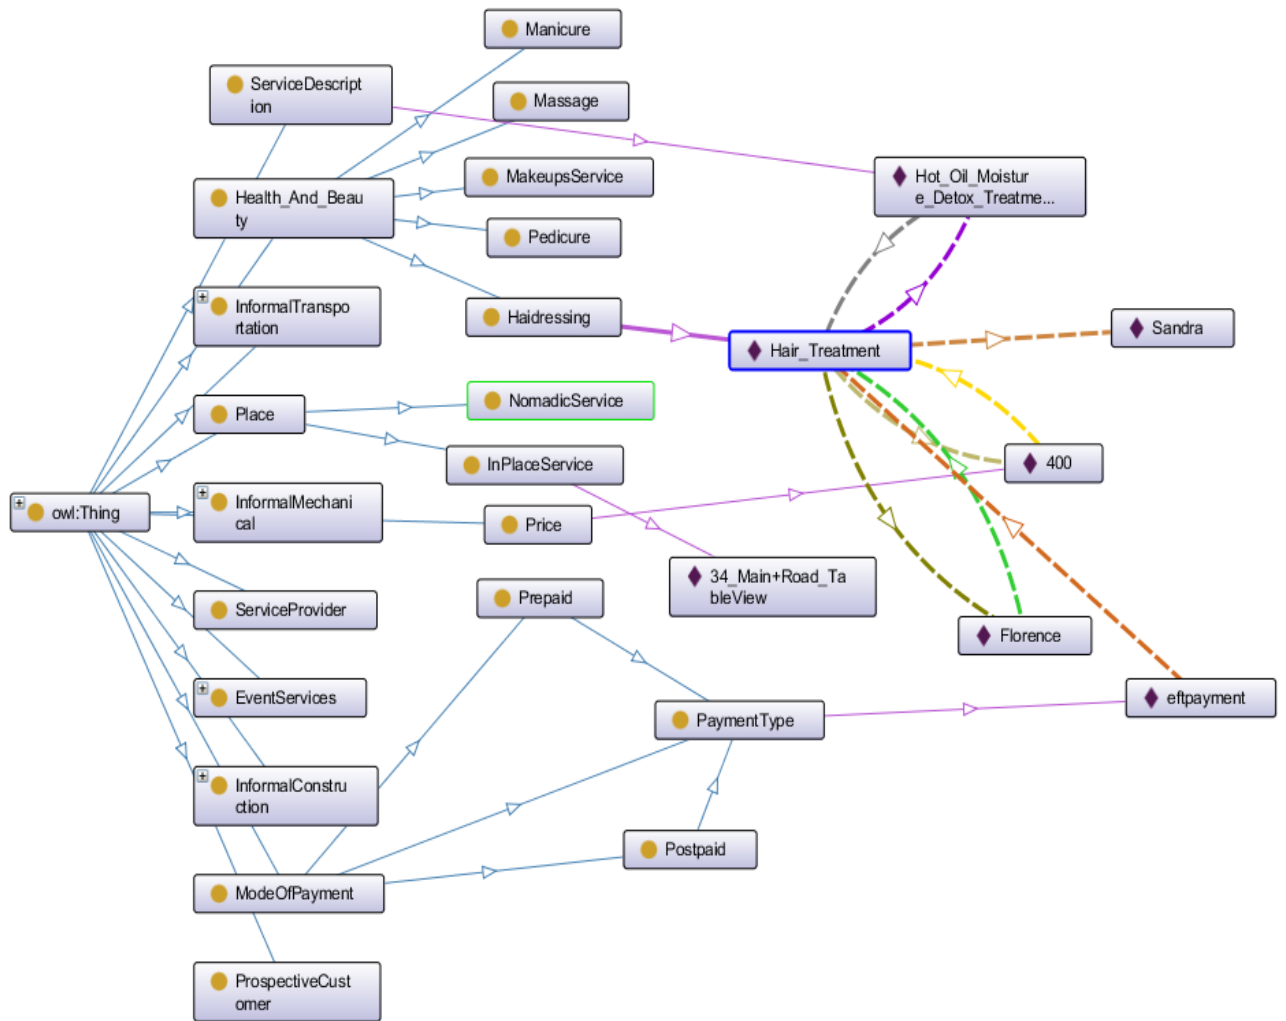 Manicure
ServiceDescript
ion
Massage
Health_And_Beau
ty
MakeupsService
Hot_Oil_Moistur
e_Detox_Treatme...
Pedicure
InformalTranspo
rtation
Haidressing
Hair_Treatment
Sandra
Place
NomadicService
InPlaceService
400
owl:Thing
InformalMechani
cal
Price
34_Main+Road_Ta
bleView
ServiceProvider
Prepaid
Florence
EventServices
PaymentType
eftpayment
InformalConstru
ction
Postpaid
ModeOfPayment
ProspectiveCust
omer